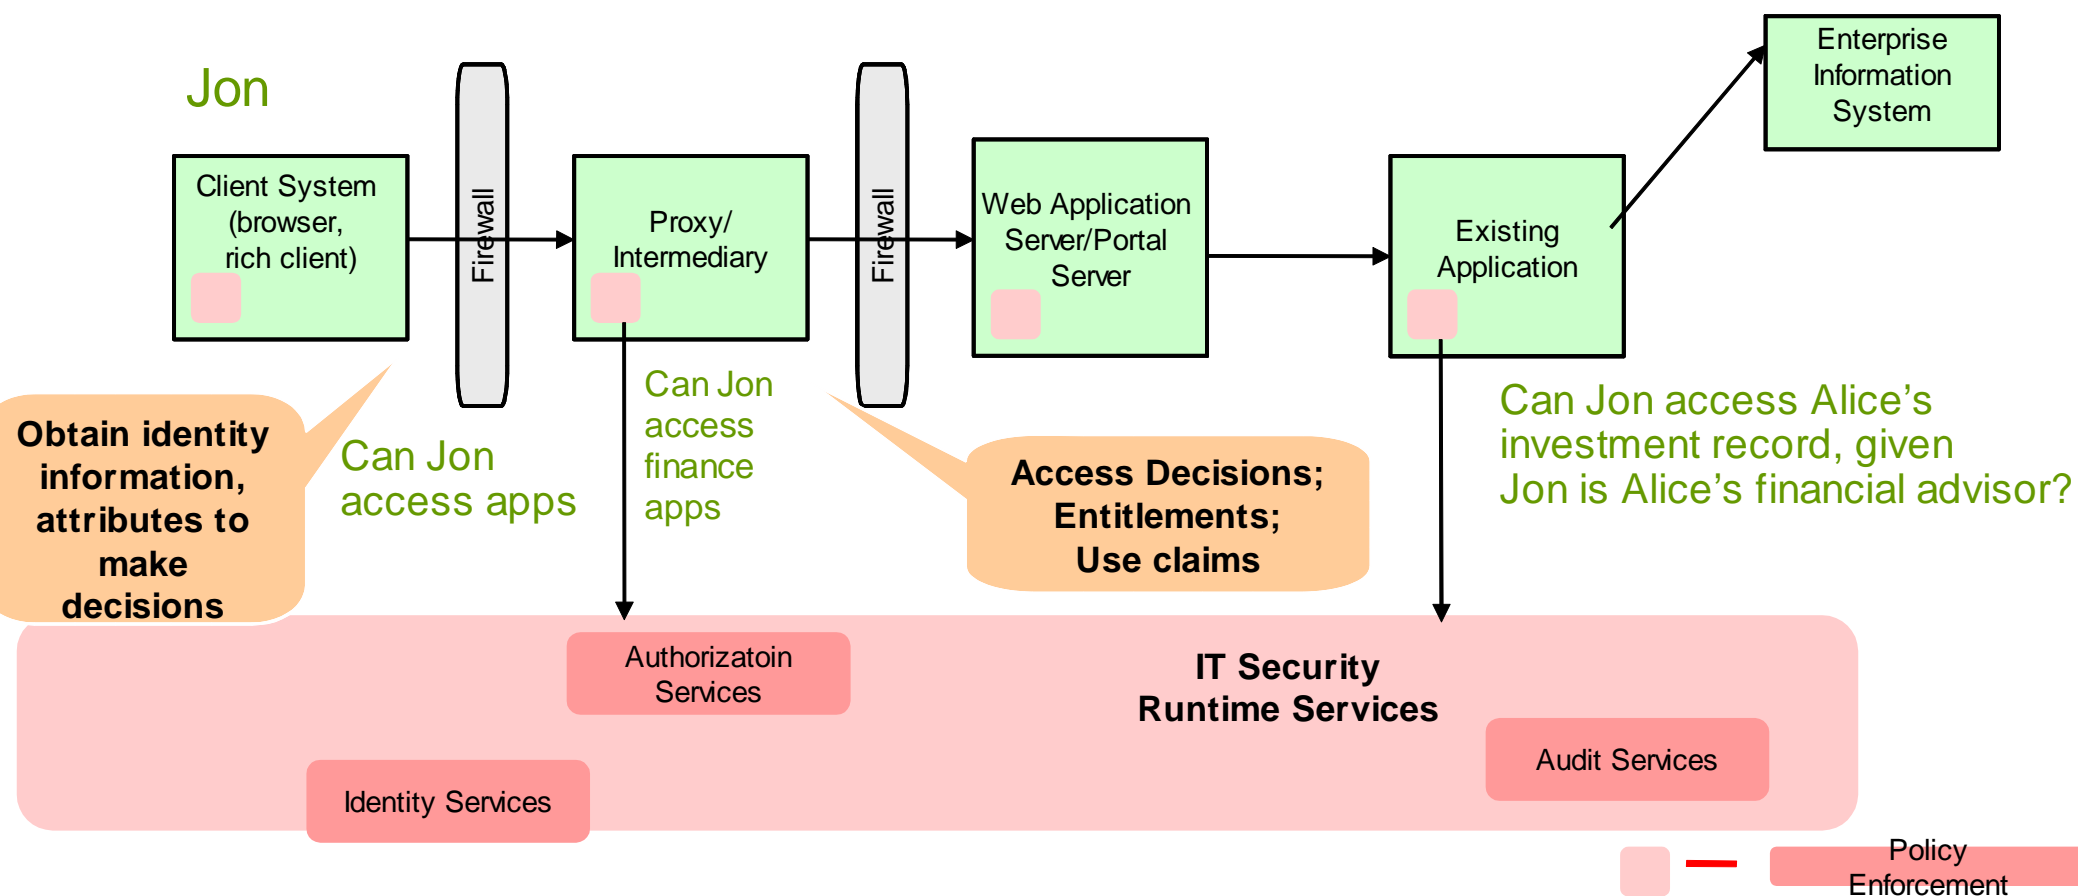 Jon
Client System
(browser,
rich client)
Firewall
Proxy/
Intermediary
Firewall
Web Application
Server/Portal
Server
Existing
Application
Enterprise
Information
System
Obtain identity
information,
attributes to
make
decisions
Can Jon
access apps
Can Jon
access
finance
apps
Access Decisions;
Entitlements;
Use claims
Can Jon access Alice’s
investment record, given
Jon is Alice’s financial advisor?
Authorizatoin
Services
IT Security
Runtime Services
Identity Services
Audit Services
Policy
Enforcement